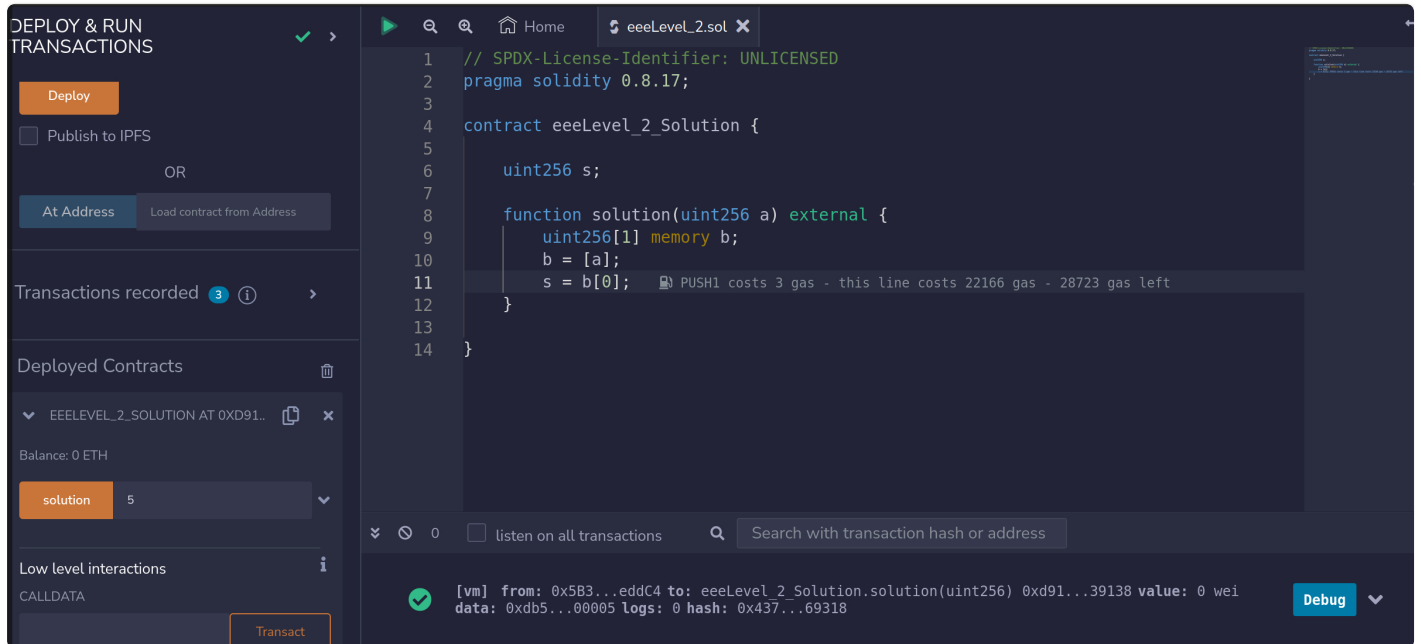 DEPLOY & RUN
TRANSACTIONS
Deploy
Publish to IPFS
OR
At Address
Load contract from Address
Transactions recorded 3 i
Deployed Contracts
EEELEVEL_2_SOLUTION AT 0XD91..
Balance: 0 ETH
solution
5
Low level interactions
i
CALLDATA
Transact
Home
eeeLevel_2.sol
1 // SPDX-License-Identifier: UNLICENSED
2 pragma solidity 0.8.17;
3
4 contract eeeLevel_2_Solution {
5
6 uint256 s;
7
8 function solution(uint256 a) external {
9 uint256[1] memory b;
10 b = [a];
11 s = b[0]; PUSH1 costs 3 gas - this line costs 22166 gas - 28723 gas left
12 }
13
14 }
0
listen on all transactions
Search with transaction hash or address
[vm] from: 0x5B3...eddC4 to: eeeLevel_2_Solution.solution(uint256) 0xd91...39138 value: 0 wei
data: 0xdb5...00005 logs: 0 hash: 0x437...69318
Debug